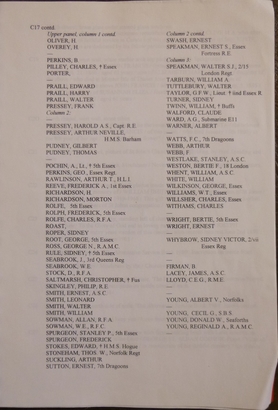 C17 contd.
Upper panel, column 1 contd.
OLIVER, H.
OVEREY, H.
—
PERKINS, B.
PILLEY, CHARLES, † Essex
PORTER,
—
PRAILL, EDWARD
PRAILL, HARRY
PRAILL, WALTER
PRESSEY, FRANK
Column 2:
—
PRESSEY, HAROLD A.S., Capt. R.E.
PRESSEY, ARTHUR NEVILLE,
H.M.S. Barham
PUDNEY, GILBERT
PUDNEY, THOMAS
—
POCHIN, A., Lt., † 5th Essex
PERKINS, GEO., Essex Regt
RAWLINSON, ARTHUR T., H.L.I.
REEVE, FREDERICK A., 1st Essex
RICHARDSON, H.
RICHARDSON, MORTON
ROLFE, 5th Essex
ROLPH, FREDERICK, 5th Essex
ROLFE, CHARLES, R.F.A.
ROAST,
ROPER, SIDNEY
ROOT, GEORGE, 5th Essex
ROSS, GEORGE N., R.A.M.C.
RULE, SIDNEY, † 5th Essex
SEABROOK, J., 3rd Queens Reg
SEABROOK, W.E.
STOCK, D., R.F.A.
SALTMARSH, CHRISTOPHER, † Fus
SKINGLEY, PHILIP, R.E.
SMITH, ERNEST, A.S.C.
SMITH, LEONARD
SMITH, WALTER
SMITH, WILLIAM
SOWMAN, ALLAN, R.F.A.
SOWMAN, W.E., R.F.C.
SPURGEON, STANLEY P., 5th Essex
SPURGEON, FREDERICK
STOKES, EDWARD, † H.M.S. Hogue
STONEHAM, THOS. W., Norfolk Regt
SUCKLING, ARTHUR
SUTTON, ERNEST, 7th Dragoons
Column 2 contd.
SWASH, ERNEST
SPEAKMAN, ERNEST S., Essex
Fortress R.E.
Column 3:
SPEAKMAN, WALTER S.J., 2/15
London Regt
TARBURN, WILLIAM A.
TUTTLEBURY, WALTER
TAYLOR, G.F.W.; Lieut. † 2nd Essex R
TURNER, SIDNEY
TWINN, WILLIAM, † Buffs
WALFORD, CLAUDE
WARD, A.G., Submarine E11
WARNER, ALBERT
—
WATTS, F.C., 7th Dragoons
WEBB, ARTHUR
WEBB, F.
WESTLAKE, STANLEY, A.S.C.
WESTON, BERTIE F., 18 London
WHENT, WILLIAM, A.S.C.
WHITE, WILLIAM
WILKINSON, GEORGE, Essex
WILLIAMS, W.T., Essex
WILLSHER, CHARLES, Essex
WITHAMS, CHARLES
—
WRIGHT, BERTIE, 5th Essex
WRIGHT, ERNEST
—
WHYBROW, SIDNEY VICTOR,
Essex Reg
—
—
FIRMAN, B.
LACEY, JAMES, A.S.C.
LLOYD, C.E.G., R.M.E.
—
—
YOUNG, ALBERT V., Norfolks
—
YOUNG, CECIL G., S.B.S.
YOUNG, DONALD W., Seaforths
YOUNG, REGINALD A., R.A.M.C.